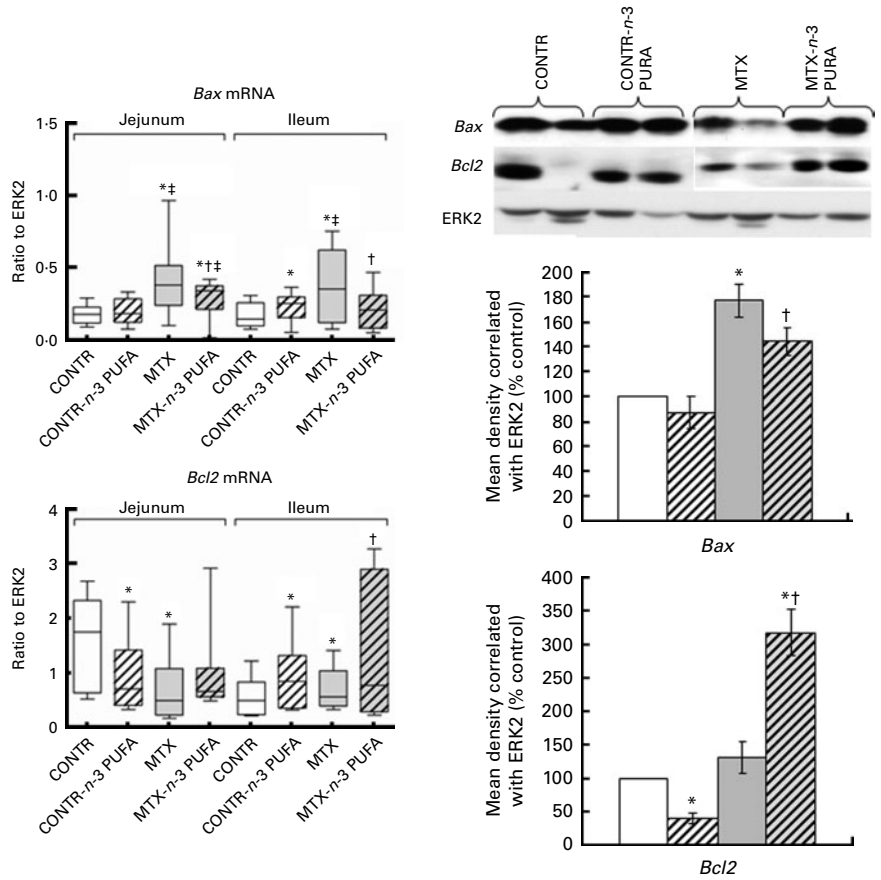 Bax mRNA
Jejunum Ileum
1·5
1·0
0·5
0·0
Ratio to ERK2
*‡
*†‡
*
*‡
†
CONTR
CONTR-n-3 PUFA
MTX
MTX-n-3 PUFA
CONTR
CONTR-n-3 PUFA
MTX
MTX-n-3 PUFA
Bcl2 mRNA
Jejunum Ileum
4
3
2
1
0
Ratio to ERK2
*
*
*
*
†
CONTR
CONTR-n-3 PUFA
MTX
MTX-n-3 PUFA
CONTR
CONTR-n-3 PUFA
MTX
MTX-n-3 PUFA
CONTR
CONTR-n-3
PURA
MTX
MTX-n-3
PURA
Bax
Bcl2
ERK2
200
180
160
140
120
100
80
60
40
20
0
Mean density correlated
with ERK2 (% control)
*
†
Bax
400
350
300
250
200
150
100
50
0
Mean density correlated
with ERK2 (% control)
*
*†
Bcl2